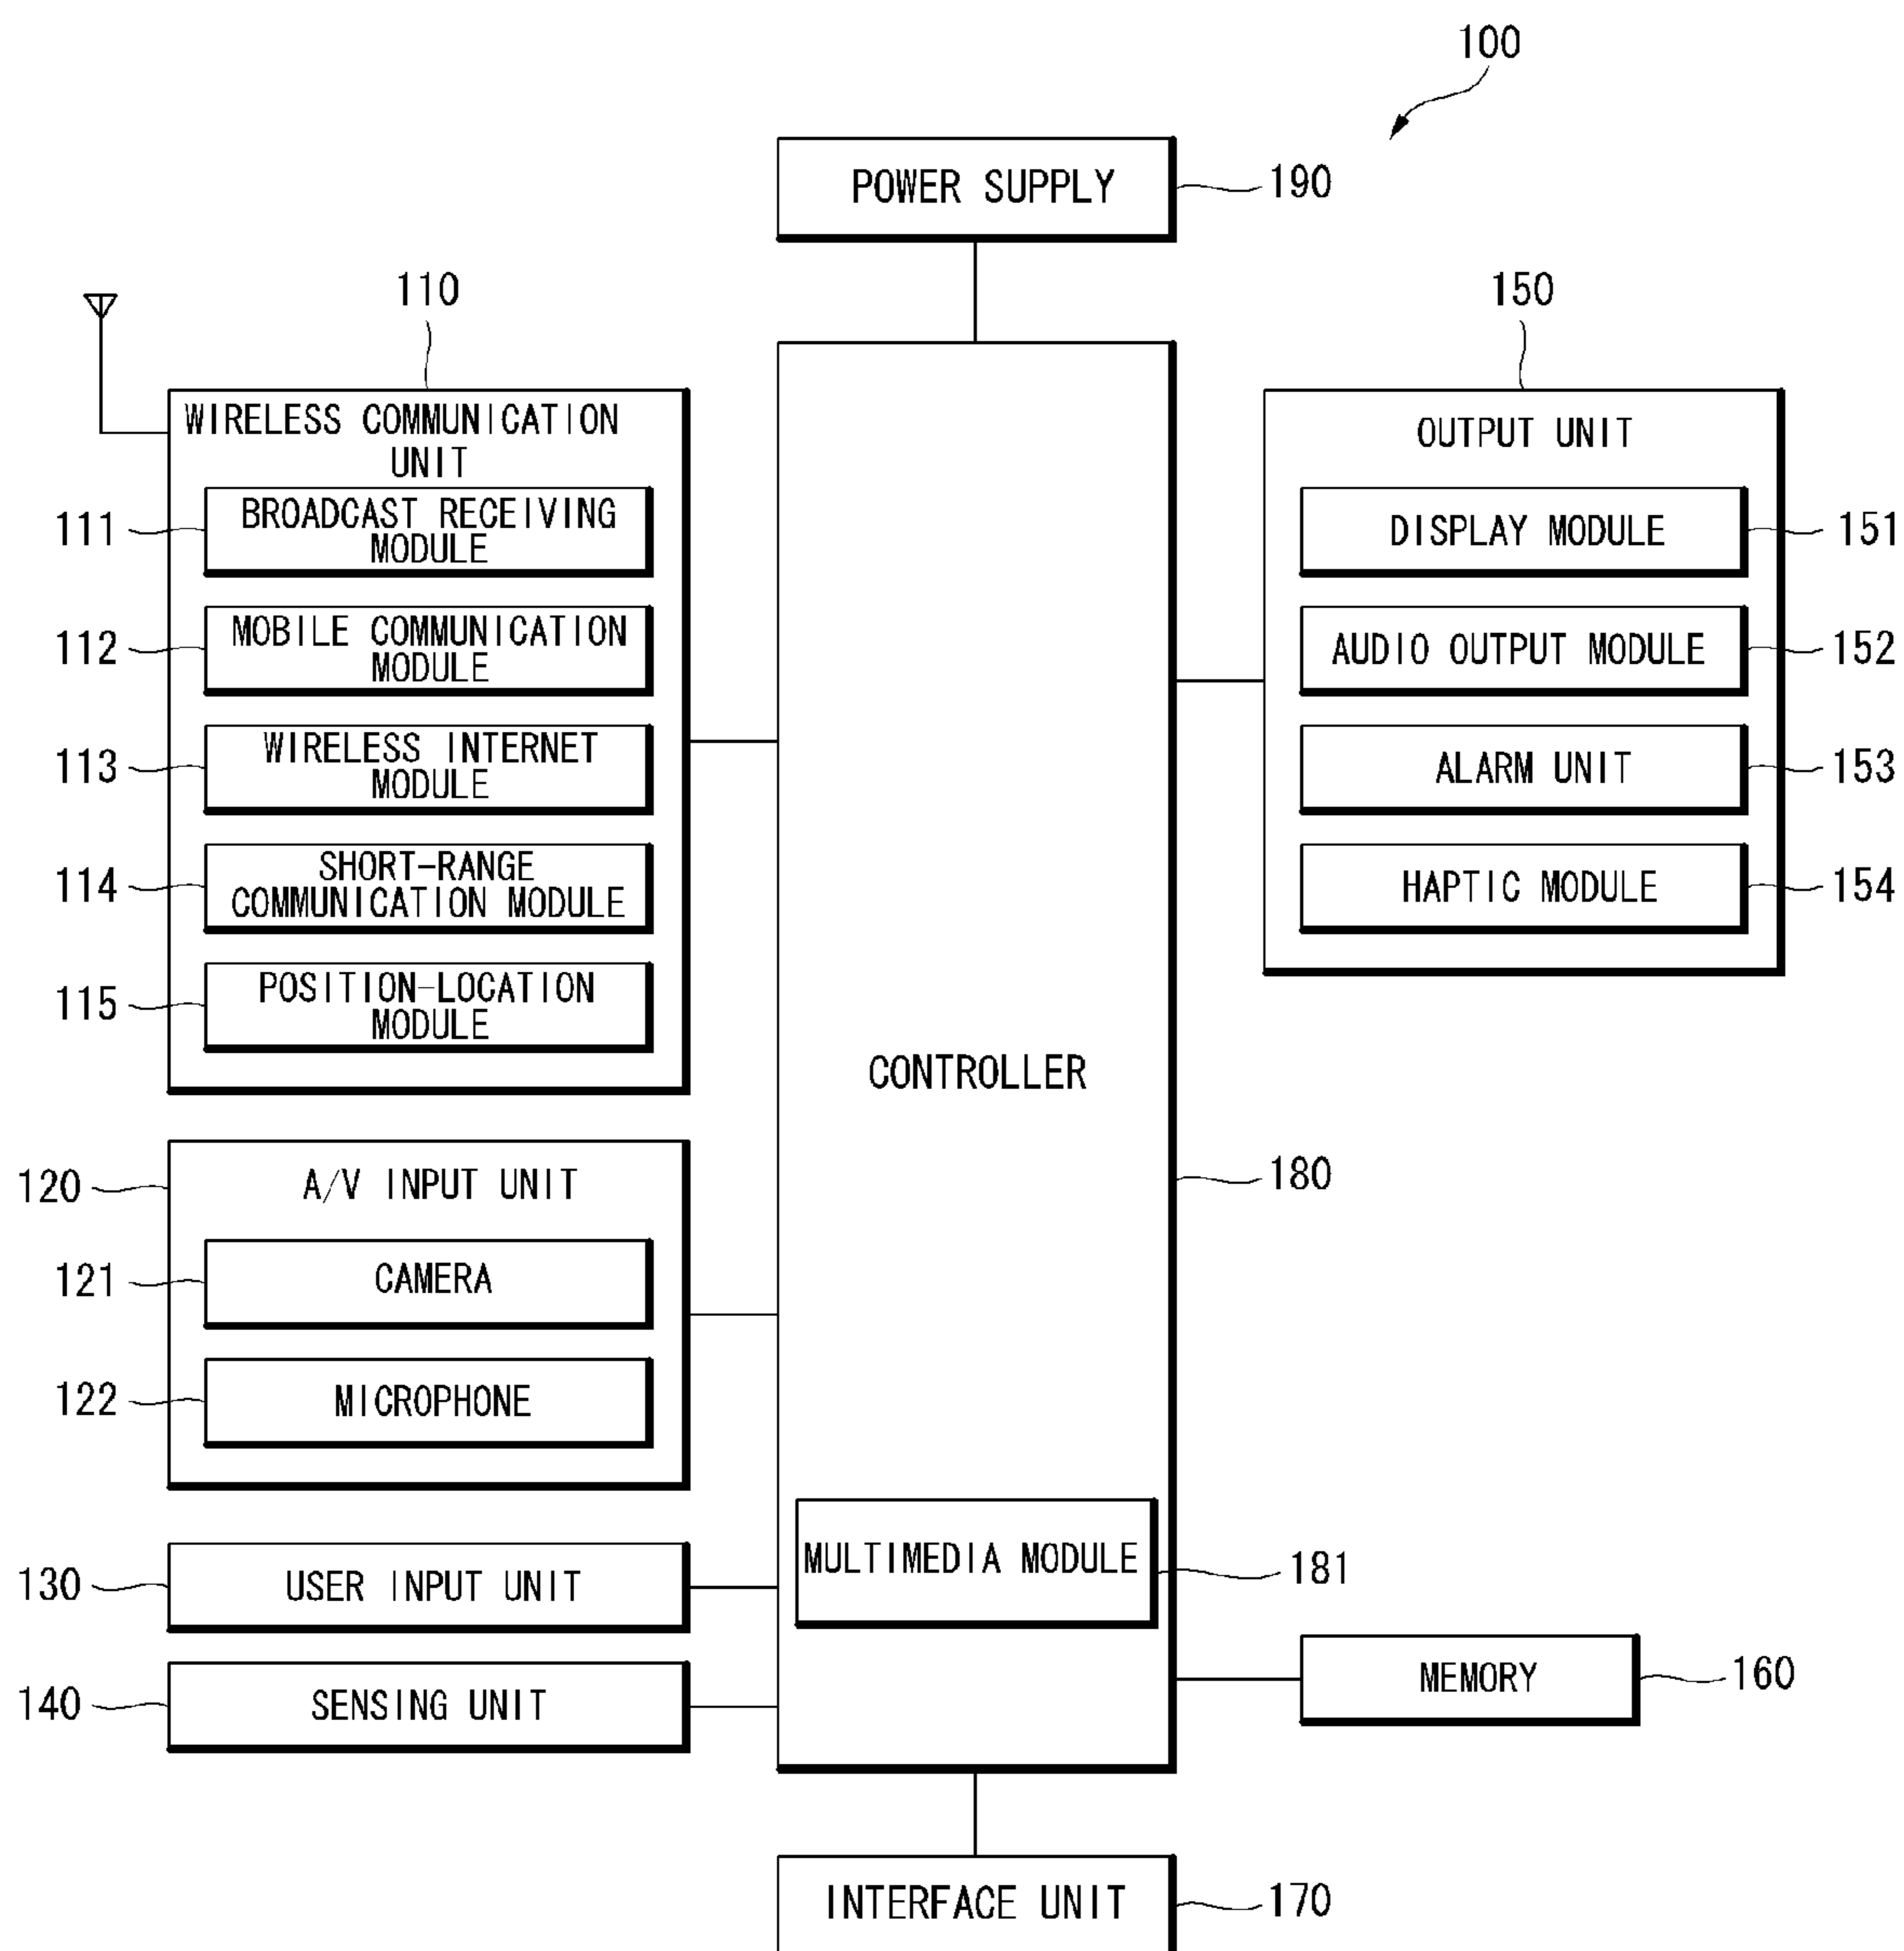 100
POWER SUPPLY
190
110
WIRELESS COMMUNICATION
UNIT
111
BROADCAST RECEIVING
MODULE
112
MOBILE COMMUNICATION
MODULE
113
WIRELESS INTERNET
MODULE
114
SHORT-RANGE
COMMUNICATION MODULE
115
POSITION-LOCATION
MODULE
150
OUTPUT UNIT
DISPLAY MODULE
151
AUDIO OUTPUT MODULE
152
ALARM UNIT
153
HAPTIC MODULE
154
CONTROLLER
180
120
A/V INPUT UNIT
121
CAMERA
122
MICROPHONE
MULTIMEDIA MODULE
181
130
USER INPUT UNIT
140
SENSING UNIT
MEMORY
160
INTERFACE UNIT
170